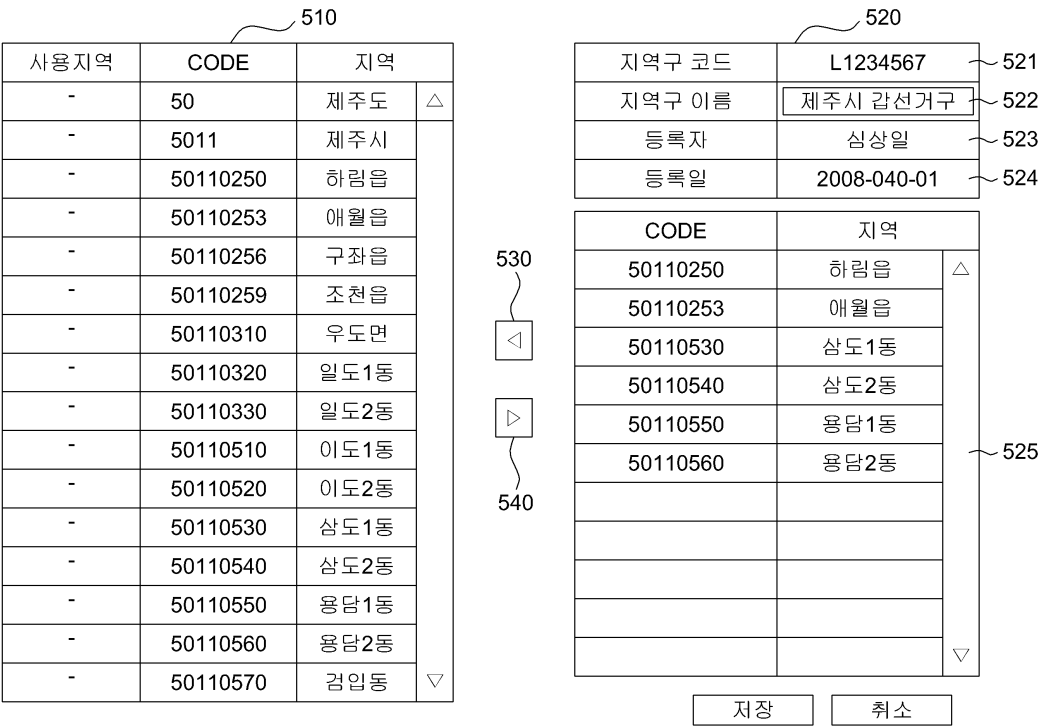 510
사용지역 CODE 지역
- 50 제주도
- 5011 제주시
- 50110250 하림읍
- 50110253 애월읍
- 50110256 구좌읍
- 50110259 조천읍
- 50110310 우도면
- 50110320 일도1동
- 50110330 일도2동
- 50110510 이도1동
- 50110520 이도2동
- 50110530 삼도1동
- 50110540 삼도2동
- 50110550 용담1동
- 50110560 용담2동
- 50110570 검입동
530
540
520
지역구 코드 L1234567 521
지역구 이름 제주시 갑선거구 522
등록자 심상일 523
등록일 2008-040-01 524
CODE 지역
50110250 하림읍
50110253 애월읍
50110530 삼도1동
50110540 삼도2동
50110550 용담1동
50110560 용담2동
525
저장 취소